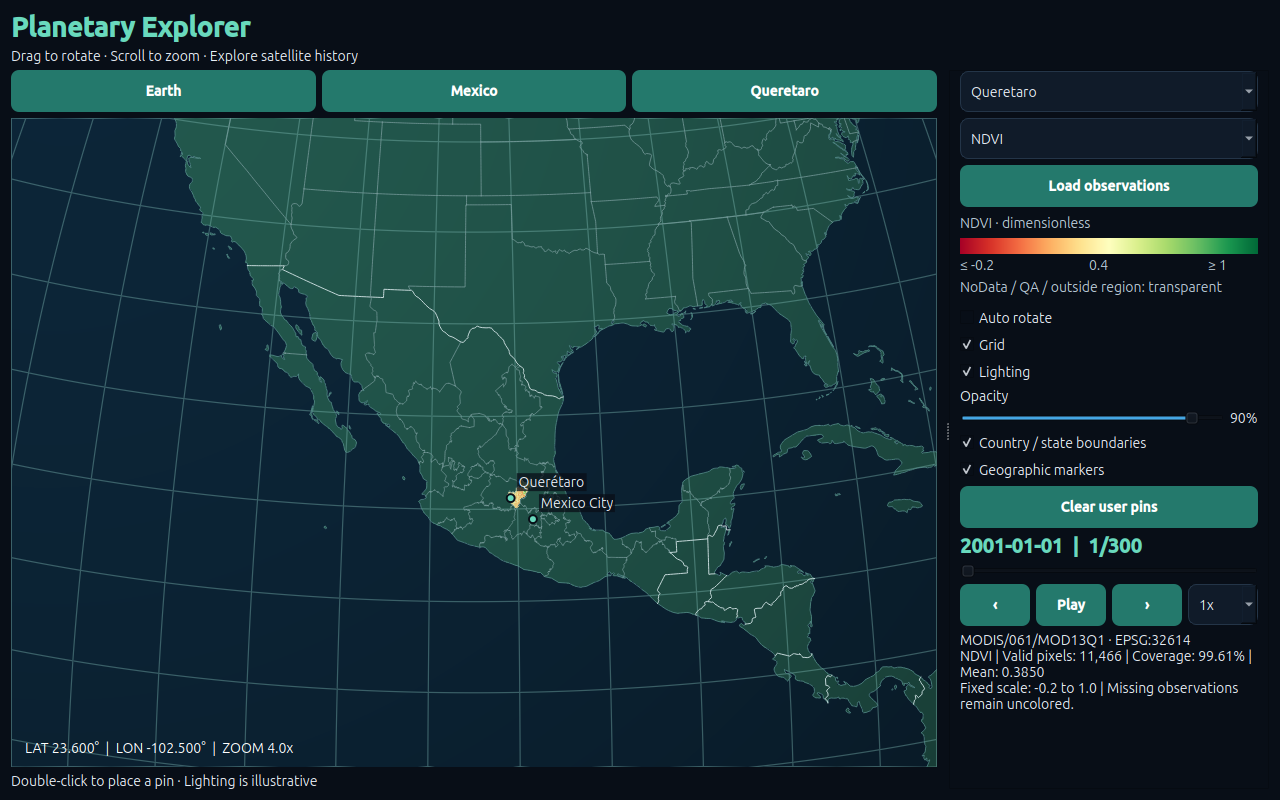 Planetary Explorer
Drag to rotate · Scroll to zoom · Explore satellite history
Earth
Mexico
Queretaro
Querétaro
Mexico City
LAT 23.600° | LON -102.500° | ZOOM 4.0x
Double-click to place a pin · Lighting is illustrative
Queretaro
NDVI
Load observations
NDVI · dimensionless
≤ -0.2
0.4
≥ 1
NoData / QA / outside region: transparent
Auto rotate
Grid
Lighting
Opacity
90%
Country / state boundaries
Geographic markers
Clear user pins
2001-01-01 | 1/300
‹
Play
›
1x
MODIS/061/MOD13Q1 · EPSG:32614
NDVI | Valid pixels: 11,466 | Coverage: 99.61% |
Mean: 0.3850
Fixed scale: -0.2 to 1.0 | Missing observations
remain uncolored.